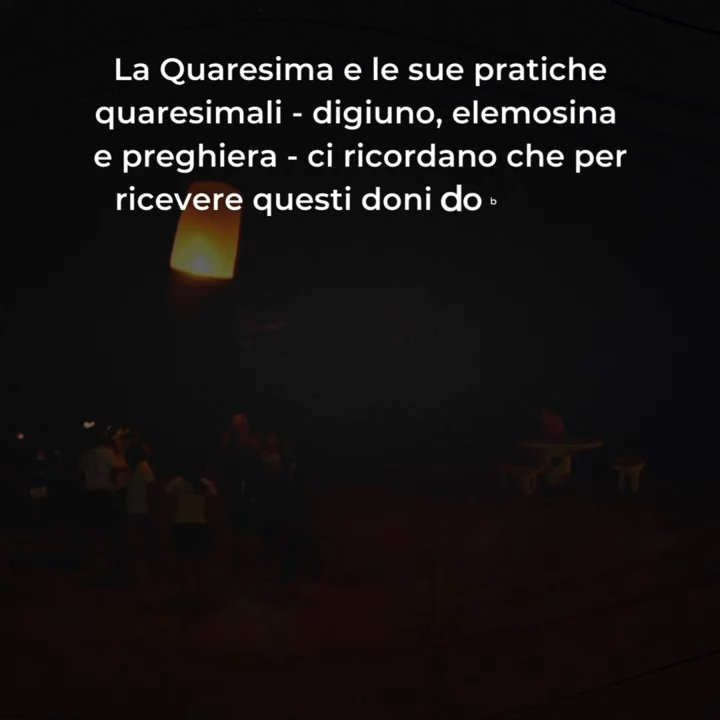 La Quaresima e le sue pratiche
quaresimali - digiuno, elemosina
e preghiera - ci ricordano che per
ricevere questi doni do b